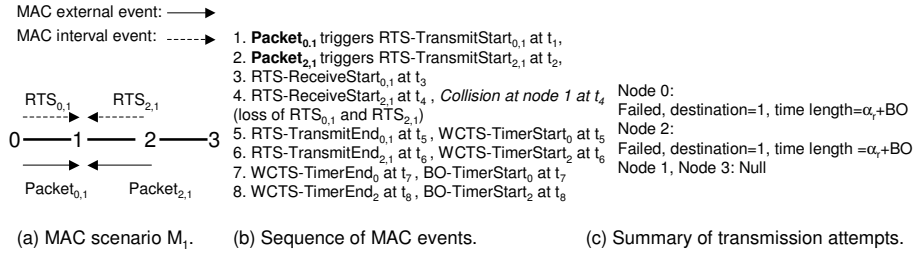 MAC external event:
MAC interval event:
RTS0,1 RTS2,1
0 1 2 3
Packet0,1 Packet2,1
(a) MAC scenario M1.
1. Packet0.1 triggers RTS-TransmitStart0,1 at t1,
2. Packet2,1 triggers RTS-TransmitStart2,1 at t2,
3. RTS-ReceiveStart0,1 at t3
4. RTS-ReceiveStart2,1 at t4 , Collision at node 1 at t4
(loss of RTS0,1 and RTS2,1)
5. RTS-TransmitEnd0,1 at t5 , WCTS-TimerStart0 at t5
6. RTS-TransmitEnd2,1 at t6 , WCTS-TimerStart2 at t6
7. WCTS-TimerEnd0 at t7 , BO-TimerStart0 at t7
8. WCTS-TimerEnd2 at t8 , BO-TimerStart2 at t8
(b) Sequence of MAC events.
Node 0:
Failed, destination=1, time length=αr+BO
Node 2:
Failed, destination=1, time length =αr+BO
Node 1, Node 3: Null
(c) Summary of transmission attempts.